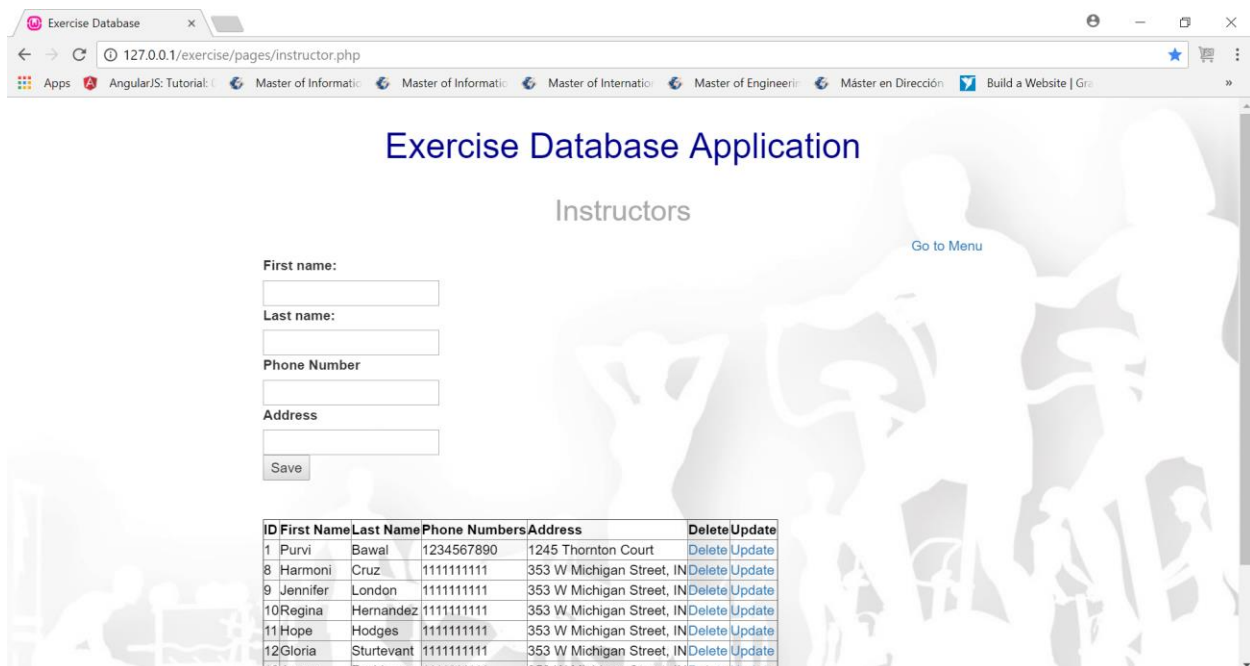 Exercise Database
127.0.0.1/exercise/pages/instructor.php
Apps AngularJS: Tutorial: Master of Informatic Master of Informatic Master of Internation Master of Engineerin Máster en Dirección Build a Website | Gra »
Exercise Database Application
Instructors
Go to Menu
First name:
Last name:
Phone Number
Address
Save
ID First Name Last Name Phone Numbers Address Delete Update
1 Purvi Bawal 1234567890 1245 Thornton Court Delete Update
8 Harmoni Cruz 1111111111 353 W Michigan Street, IN Delete Update
9 Jennifer London 1111111111 353 W Michigan Street, IN Delete Update
10 Regina Hernandez 1111111111 353 W Michigan Street, IN Delete Update
11 Hope Hodges 1111111111 353 W Michigan Street, IN Delete Update
12 Gloria Sturtevant 1111111111 353 W Michigan Street, IN Delete Update